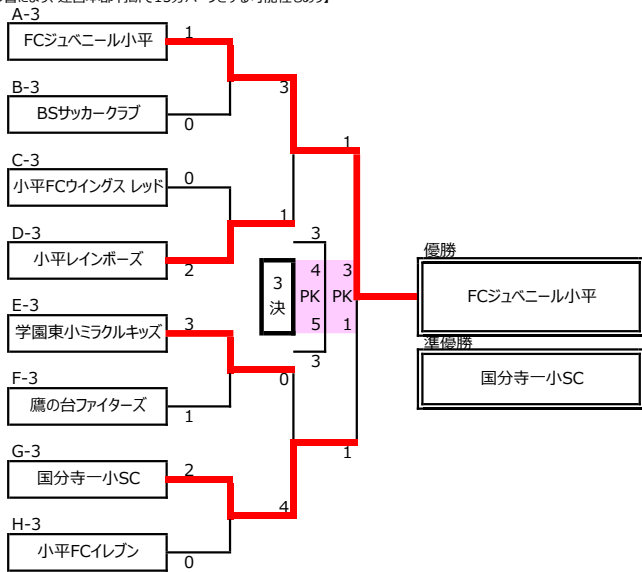 A-3
FCジュベニール小平
1
B-3
BSサッカークラブ
0
3
C-3
小平FCウイングス レッド
0
1
D-3
小平レインボーズ
2
1
3
優勝
FCジュベニール小平
3
決
4
PK
5
3
PK
1
準優勝
国分寺一小SC
E-3
学園東小ミラクルキッズ
3
3
F-3
鷹の台ファイターズ
1
0
G-3
国分寺一小SC
2
1
H-3
小平FCイレブン
0
4